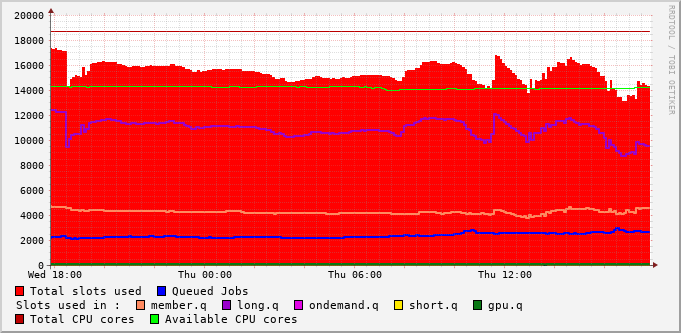 20000
18000
16000
14000
12000
10000
8000
6000
4000
2000
0
Wed 18:00 Thu 00:00 Thu 06:00 Thu 12:00
Total slots used Queued Jobs
Slots used in : member.q long.q ondemand.q short.q gpu.q
Total CPU cores Available CPU cores
RRDTOOL / TOBI OETIKER